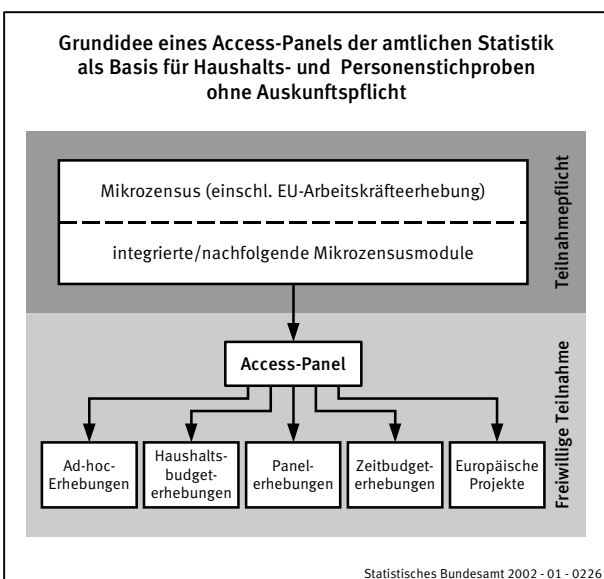 Grundidee eines Access-Panels der amtlichen Statistik
als Basis für Haushalts- und Personenstichproben
ohne Auskunftspflicht
Mikrozensus (einschl. EU-Arbeitskräfteerhebung)
integrierte/nachfolgende Mikrozensusmodule
Teilnahmepflicht
Access-Panel
Ad-hoc-
Erhebungen
Haushalts-
budget-
erhebungen
Panel-
erhebungen
Zeitbudget-
erhebungen
Europäische
Projekte
Freiwillige Teilnahme
Statistisches Bundesamt 2002 - 01 - 0226